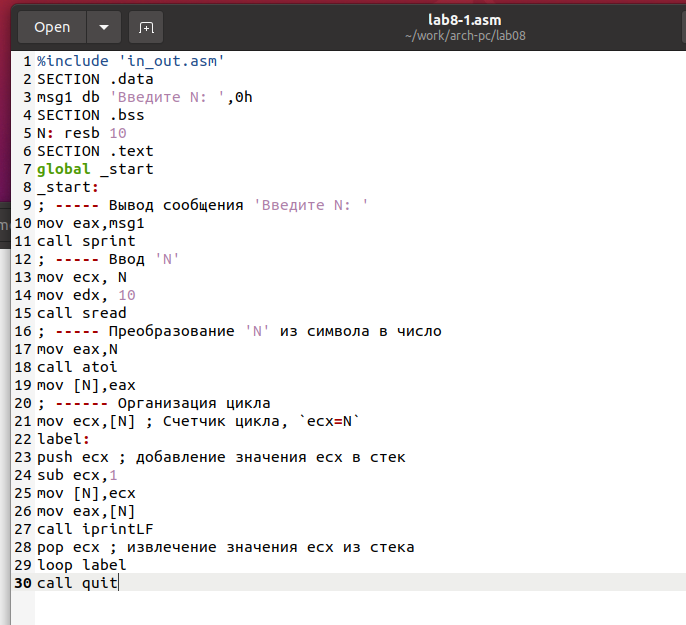 Open
lab8-1.asm
~/work/arch-pc/lab08
1 %include 'in_out.asm'
2 SECTION .data
3 msg1 db 'Введите N: ',0h
4 SECTION .bss
5 N: resb 10
6 SECTION .text
7 global _start
8 _start:
9 ; ----- Вывод сообщения 'Введите N: '
10 mov eax,msg1
11 call sprint
12 ; ----- Ввод 'N'
13 mov ecx, N
14 mov edx, 10
15 call sread
16 ; ----- Преобразование 'N' из символа в число
17 mov eax,N
18 call atoi
19 mov [N],eax
20 ; ------ Организация цикла
21 mov ecx,[N] ; Счетчик цикла, `ecx=N`
22 label:
23 push ecx ; добавление значения ecx в стек
24 sub ecx,1
25 mov [N],ecx
26 mov eax,[N]
27 call iprintLF
28 pop ecx ; извлечение значения ecx из стека
29 loop label
30 call quit